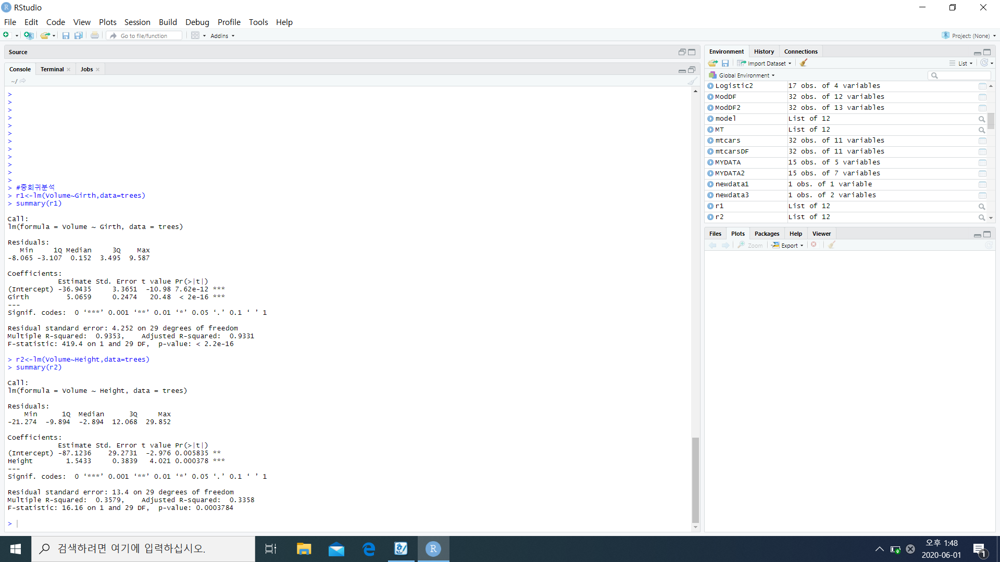 RStudio
File Edit Code View Plots Session Build Debug Profile Tools Help
Go to file/function
Addins
Project: (None)
Source
Console Terminal Jobs
~/
>
>
>
>
>
>
>
>
>
>
>
>
> #중회귀분석
> r1<-lm(Volume~Girth,data=trees)
> summary(r1)
Call:
lm(formula = Volume ~ Girth, data = trees)
Residuals:
   Min     1Q Median     3Q    Max
-8.065 -3.107  0.152  3.495  9.587
Coefficients:
            Estimate Std. Error t value Pr(>|t|)
(Intercept) -36.9435     3.3651  -10.98 7.62e-12 ***
Girth         5.0659     0.2474   20.48  < 2e-16 ***
---
Signif. codes:  0 ‘***’ 0.001 ‘**’ 0.01 ‘*’ 0.05 ‘.’ 0.1 ‘ ’ 1
Residual standard error: 4.252 on 29 degrees of freedom
Multiple R-squared:  0.9353,	Adjusted R-squared:  0.9331
F-statistic: 419.4 on 1 and 29 DF,  p-value: < 2.2e-16
> r2<-lm(Volume~Height,data=trees)
> summary(r2)
Call:
lm(formula = Volume ~ Height, data = trees)
Residuals:
    Min      1Q  Median      3Q     Max
-21.274  -9.894  -2.894  12.068  29.852
Coefficients:
            Estimate Std. Error t value Pr(>|t|)
(Intercept) -87.1236    29.2731  -2.976 0.005835 **
Height        1.5433     0.3839   4.021 0.000378 ***
---
Signif. codes:  0 ‘***’ 0.001 ‘**’ 0.01 ‘*’ 0.05 ‘.’ 0.1 ‘ ’ 1
Residual standard error: 13.4 on 29 degrees of freedom
Multiple R-squared:  0.3579,	Adjusted R-squared:  0.3358
F-statistic: 16.16 on 1 and 29 DF,  p-value: 0.0003784
>
Environment History Connections
Import Dataset
List
Global Environment
Logistic2 17 obs. of 4 variables
ModDF 32 obs. of 12 variables
ModDF2 32 obs. of 13 variables
model List of 12
MT List of 12
mtcars 32 obs. of 11 variables
mtcarsDF 32 obs. of 11 variables
MYDATA 15 obs. of 5 variables
MYDATA2 15 obs. of 7 variables
newdata1 1 obs. of 1 variable
newdata3 1 obs. of 2 variables
r1 List of 12
r2 List of 12
Files Plots Packages Help Viewer
Zoom Export
검색하려면 여기에 입력하십시오.
오후 1:48
2020-06-01
1